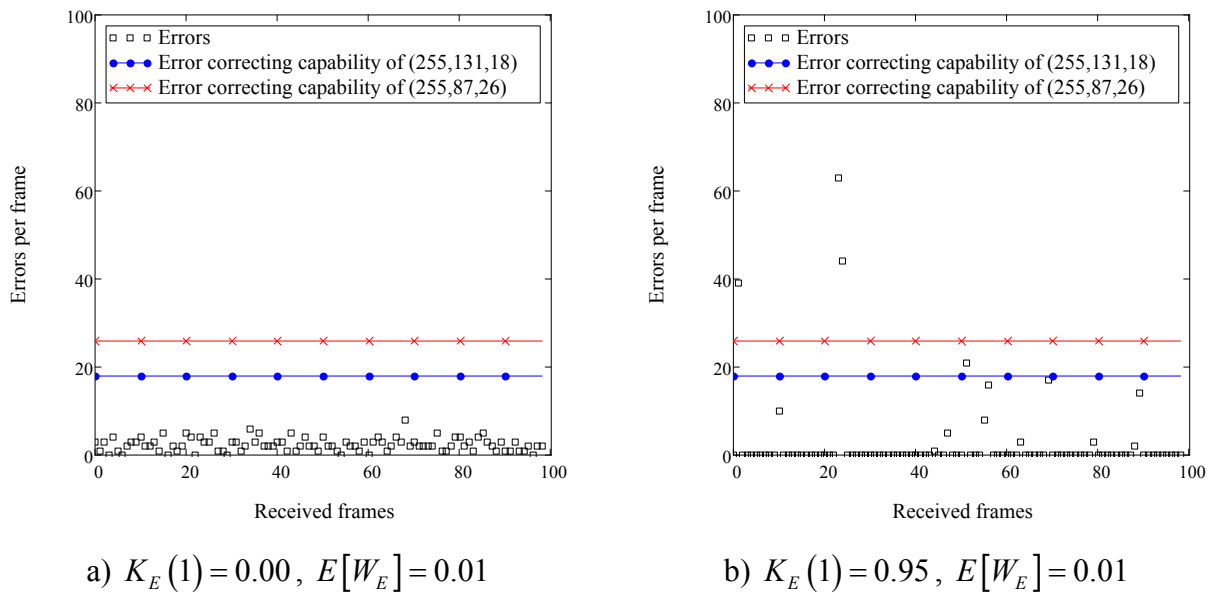 100
80
60
40
20
0
Errors per frame
Errors
Error correcting capability of (255,131,18)
Error correcting capability of (255,87,26)
0 20 40 60 80 100
Received frames
a) K_E(1) = 0.00, E[W_E] = 0.01
100
80
60
40
20
0
Errors per frame
Errors
Error correcting capability of (255,131,18)
Error correcting capability of (255,87,26)
0 20 40 60 80 100
Received frames
b) K_E(1) = 0.95, E[W_E] = 0.01